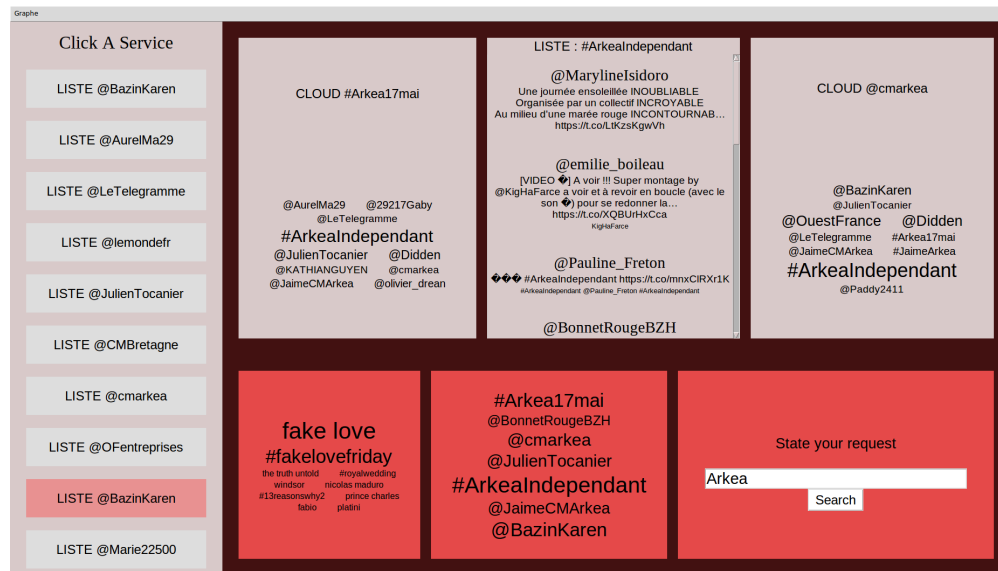 Graphe
Click A Service
LISTE @BazinKaren
LISTE @AurelMa29
LISTE @LeTelegramme
LISTE @lemondefr
LISTE @JulienTocanier
LISTE @CMBretagne
LISTE @cmarkea
LISTE @OFentreprises
LISTE @BazinKaren
LISTE @Marie22500
CLOUD #Arkea17mai
@AurelMa29 @29217Gaby
@LeTelegramme
#ArkeaIndependant
@JulienTocanier @Didden
@KATHIANGUYEN @cmarkea
@JaimeCMArkea @olivier_drean
LISTE : #ArkeaIndependant
@MarylineIsidoro
Une journée ensoleillée INOUBLIABLE
Organisée par un collectif INCROYABLE
Au milieu d'une marée rouge INCONTOURNAB…
https://t.co/LtKzsKgwVh
@emilie_boileau
[VIDEO �] A voir !!! Super montage by
@KigHaFarce a voir et à revoir en boucle (avec le
son �) pour se redonner la…
https://t.co/XQBUrHxCca
KigHaFarce
@Pauline_Freton
��� #ArkeaIndependant https://t.co/mnxClRXr1K
#ArkeaIndependant @Pauline_Freton #ArkeaIndependant
@BonnetRougeBZH
CLOUD @cmarkea
@BazinKaren
@JulienTocanier
@OuestFrance @Didden
@LeTelegramme #Arkea17mai
@JaimeCMArkea #JaimeArkea
#ArkeaIndependant
@Paddy2411
fake love
#fakelovefriday
the truth untold #royalwedding
windsor nicolas maduro
#13reasonswhy2 prince charles
fabio platini
#Arkea17mai
@BonnetRougeBZH
@cmarkea
@JulienTocanier
#ArkeaIndependant
@JaimeCMArkea
@BazinKaren
State your request
Arkea
Search